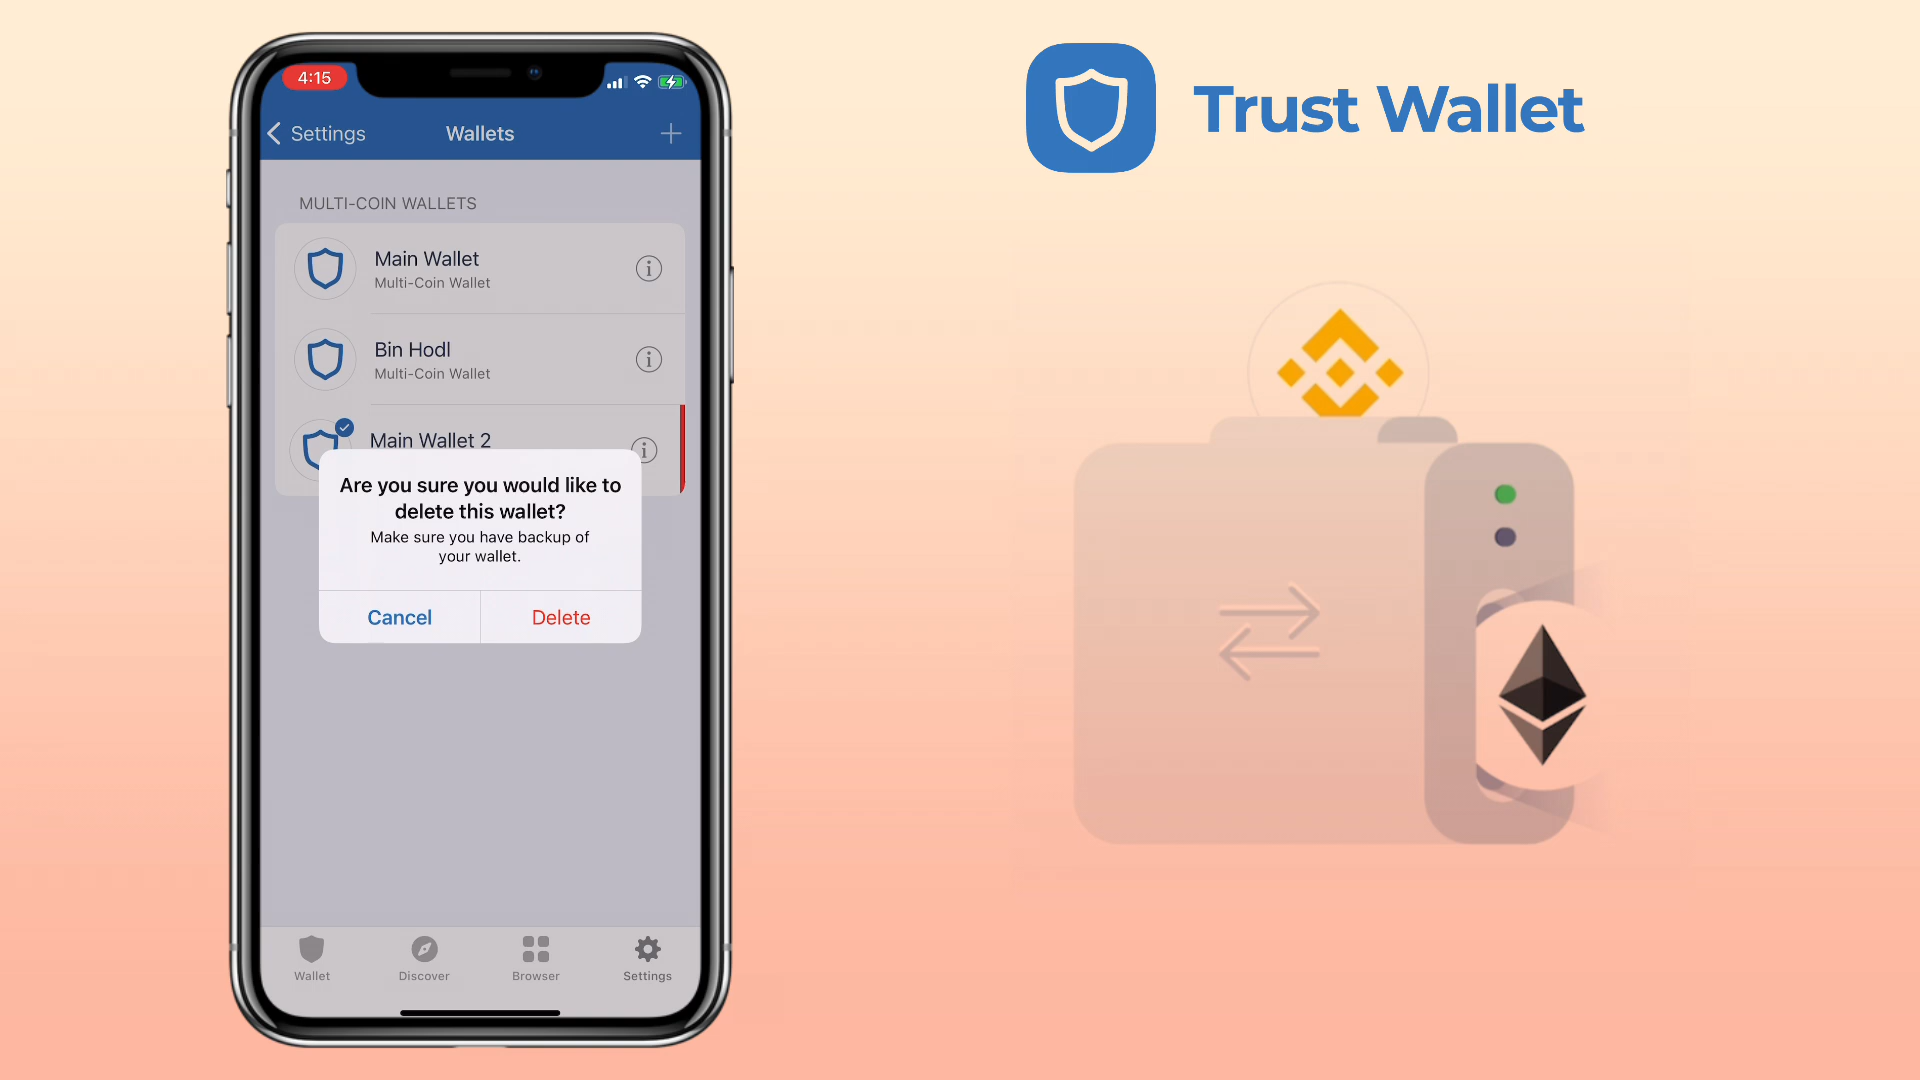 4:15
Settings
Wallets
MULTI-COIN WALLETS
Main Wallet
Multi-Coin Wallet
Bin Hodl
Multi-Coin Wallet
Main Wallet 2
Are you sure you would like to
delete this wallet?
Make sure you have backup of
your wallet.
Cancel
Delete
Wallet
Discover
Browser
Settings
Trust Wallet